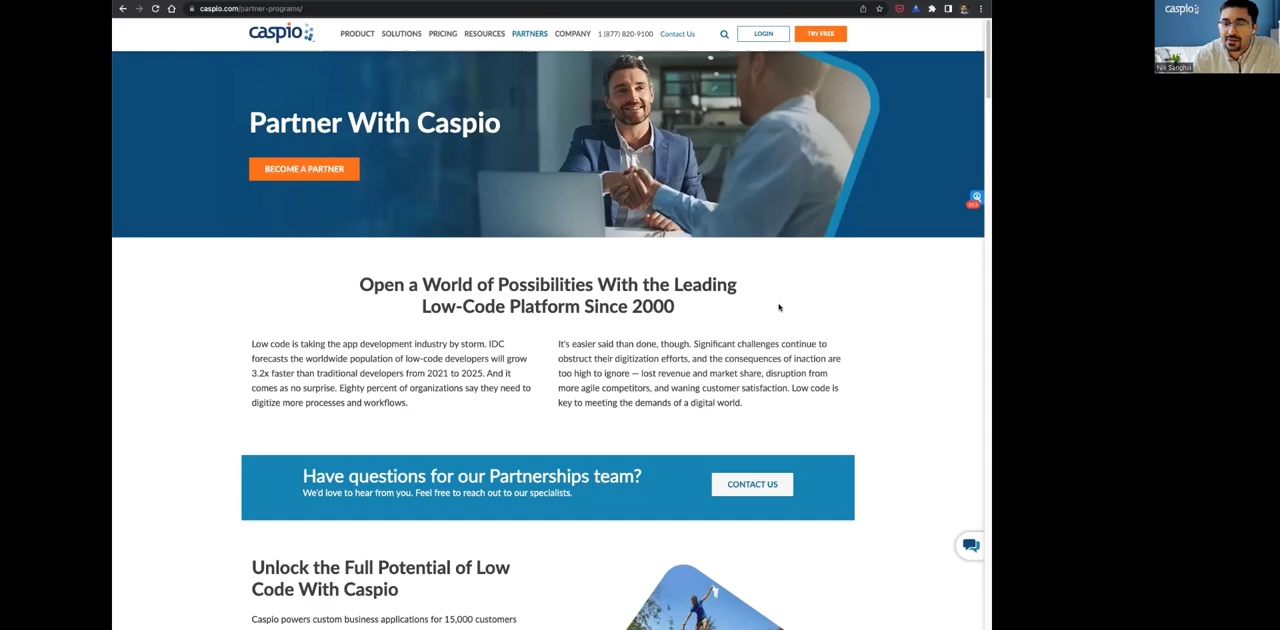 caspio.com/partner-programs/
caspio
PRODUCT SOLUTIONS PRICING RESOURCES PARTNERS COMPANY 1 (877) 820-9100 Contact Us LOGIN TRY FREE
caspio
Nik Sanghvi
Partner With Caspio
BECOME A PARTNER
Open a World of Possibilities With the Leading
Low-Code Platform Since 2000
Low code is taking the app development industry by storm. IDC
forecasts the worldwide population of low-code developers will grow
3.2x faster than traditional developers from 2021 to 2025. And it
comes as no surprise. Eighty percent of organizations say they need to
digitize more processes and workflows.
It's easier said than done, though. Significant challenges continue to
obstruct their digitization efforts, and the consequences of inaction are
too high to ignore — lost revenue and market share, disruption from
more agile competitors, and waning customer satisfaction. Low code is
key to meeting the demands of a digital world.
Have questions for our Partnerships team?
We'd love to hear from you. Feel free to reach out to our specialists.
CONTACT US
Unlock the Full Potential of Low
Code With Caspio
Caspio powers custom business applications for 15,000 customers